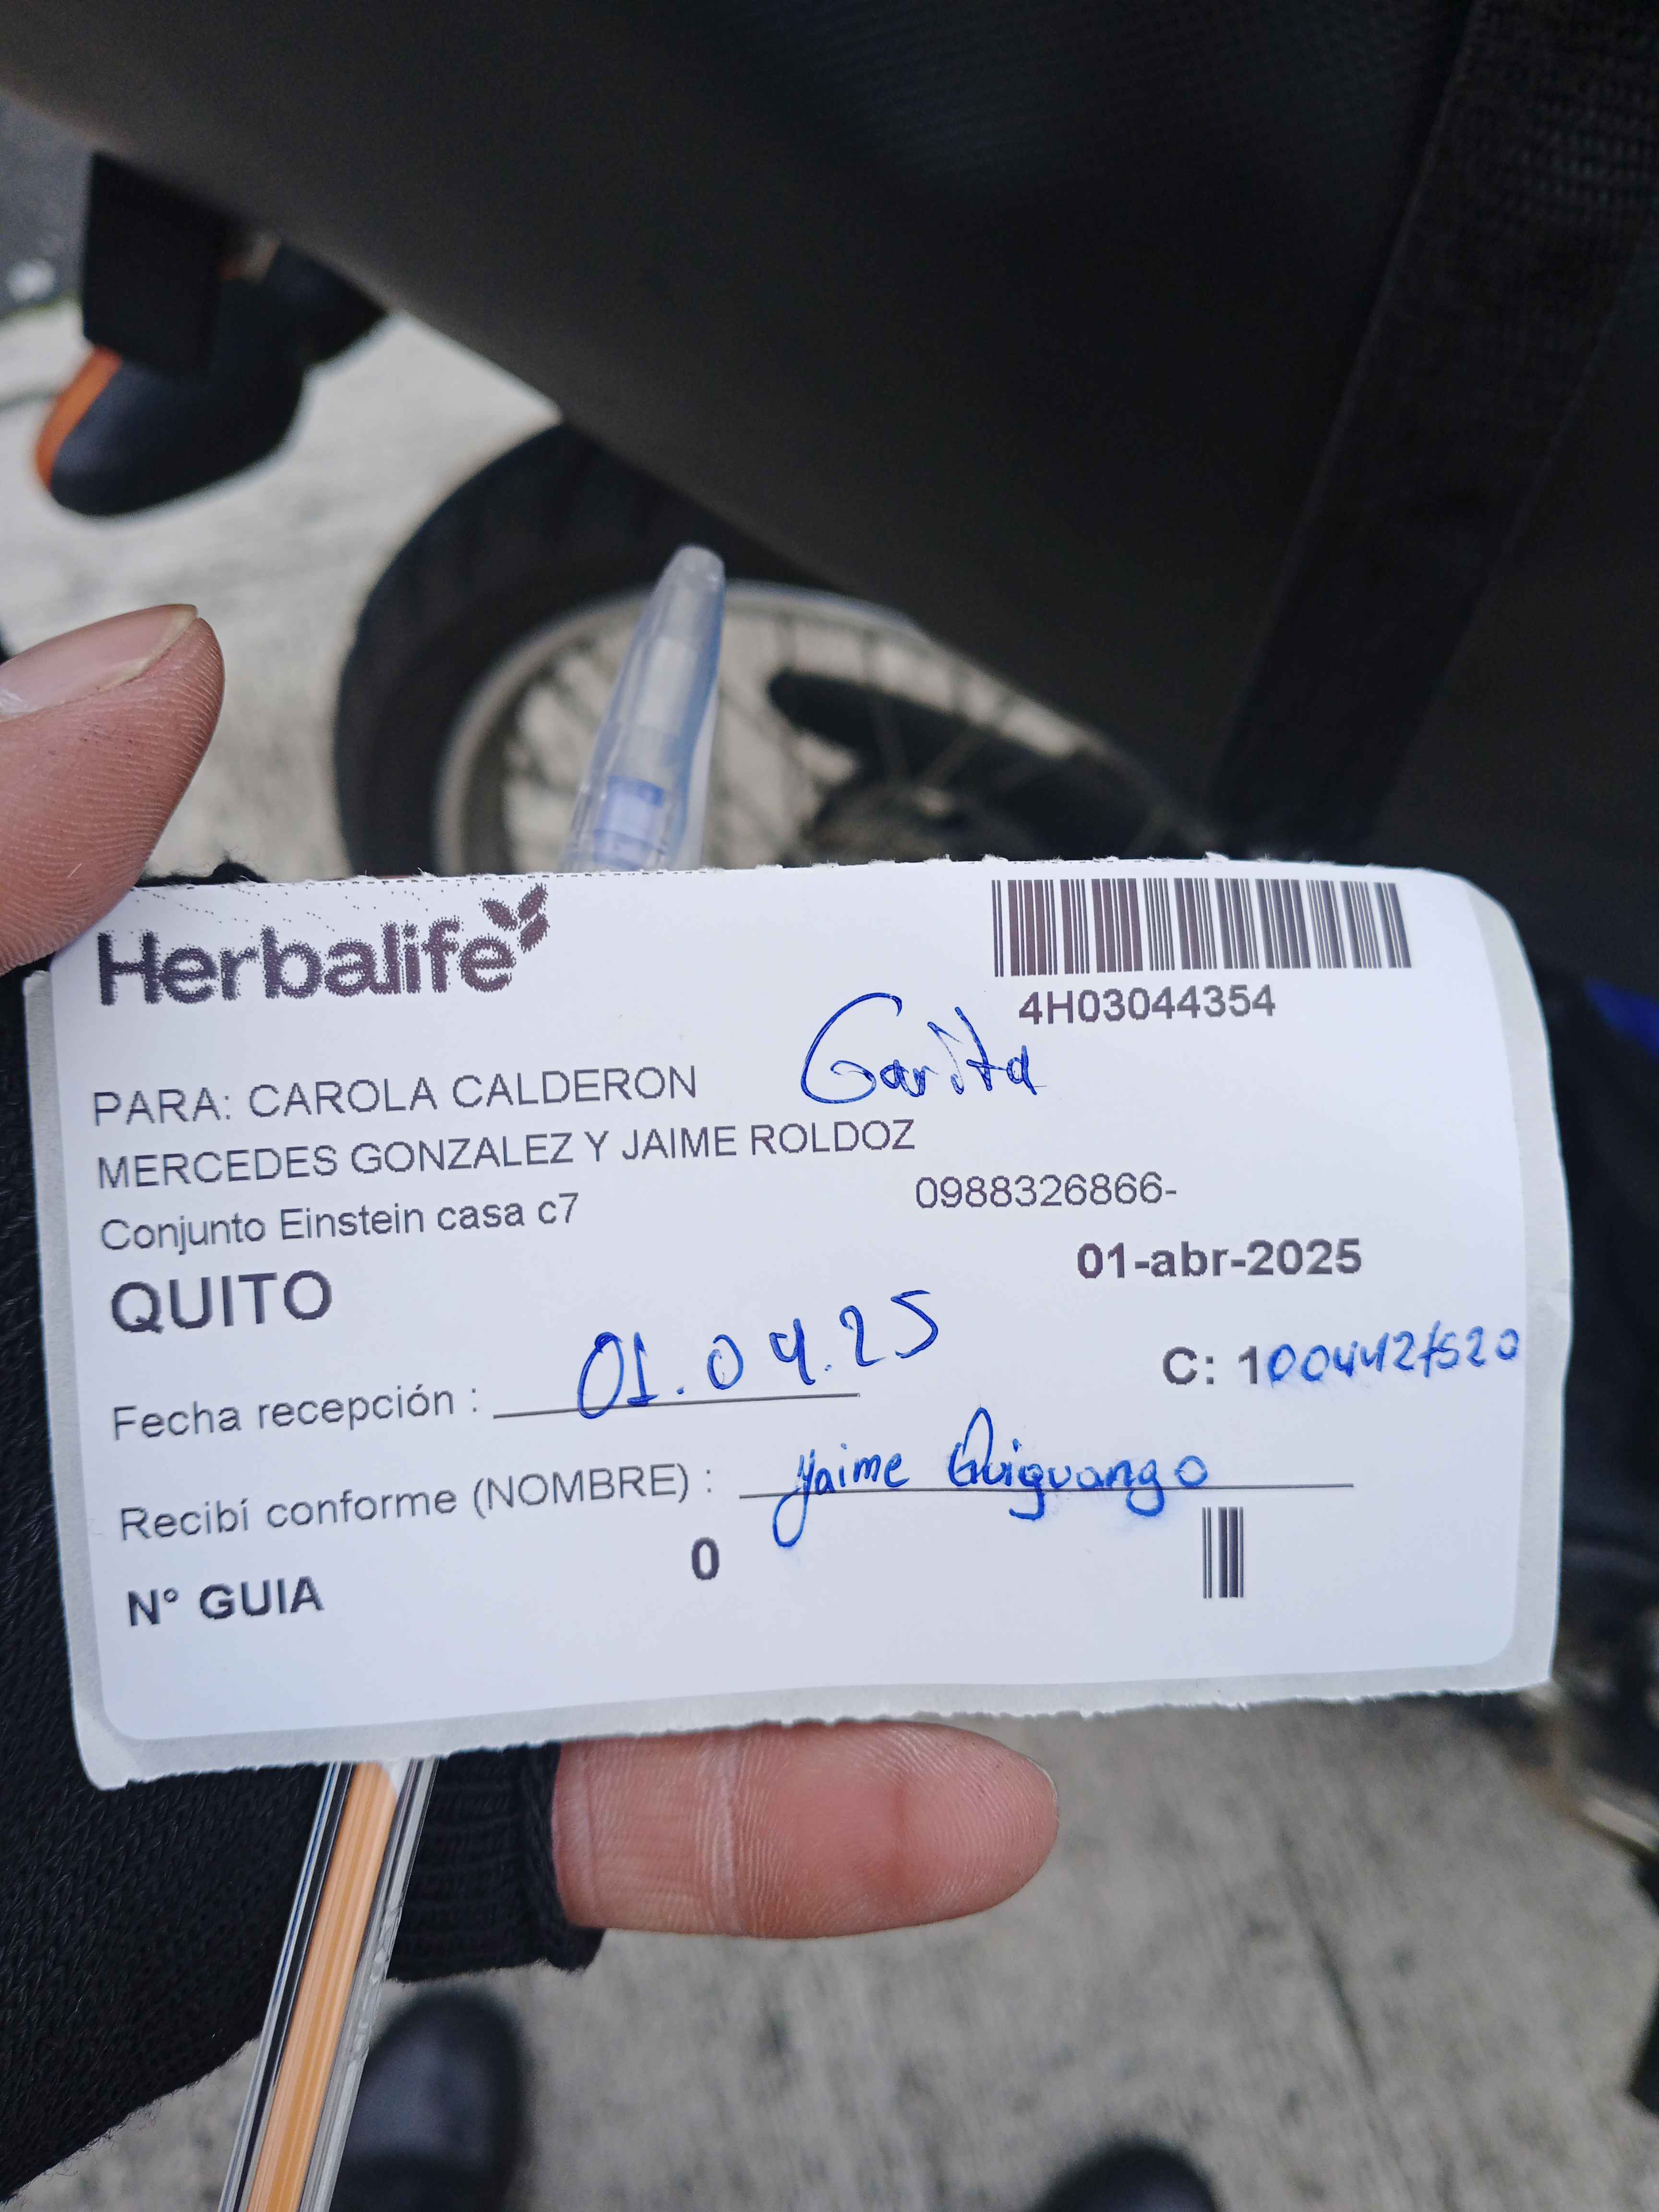 Herbalife
4H03044354
Garita
PARA: CAROLA CALDERON
MERCEDES GONZALEZ Y JAIME ROLDOZ
0988326866-
Conjunto Einstein casa c7
01-abr-2025
QUITO
C: 1004421520
Fecha recepción : 01.04.25
Recibí conforme (NOMBRE) : Jaime Quiguango
N° GUIA 0